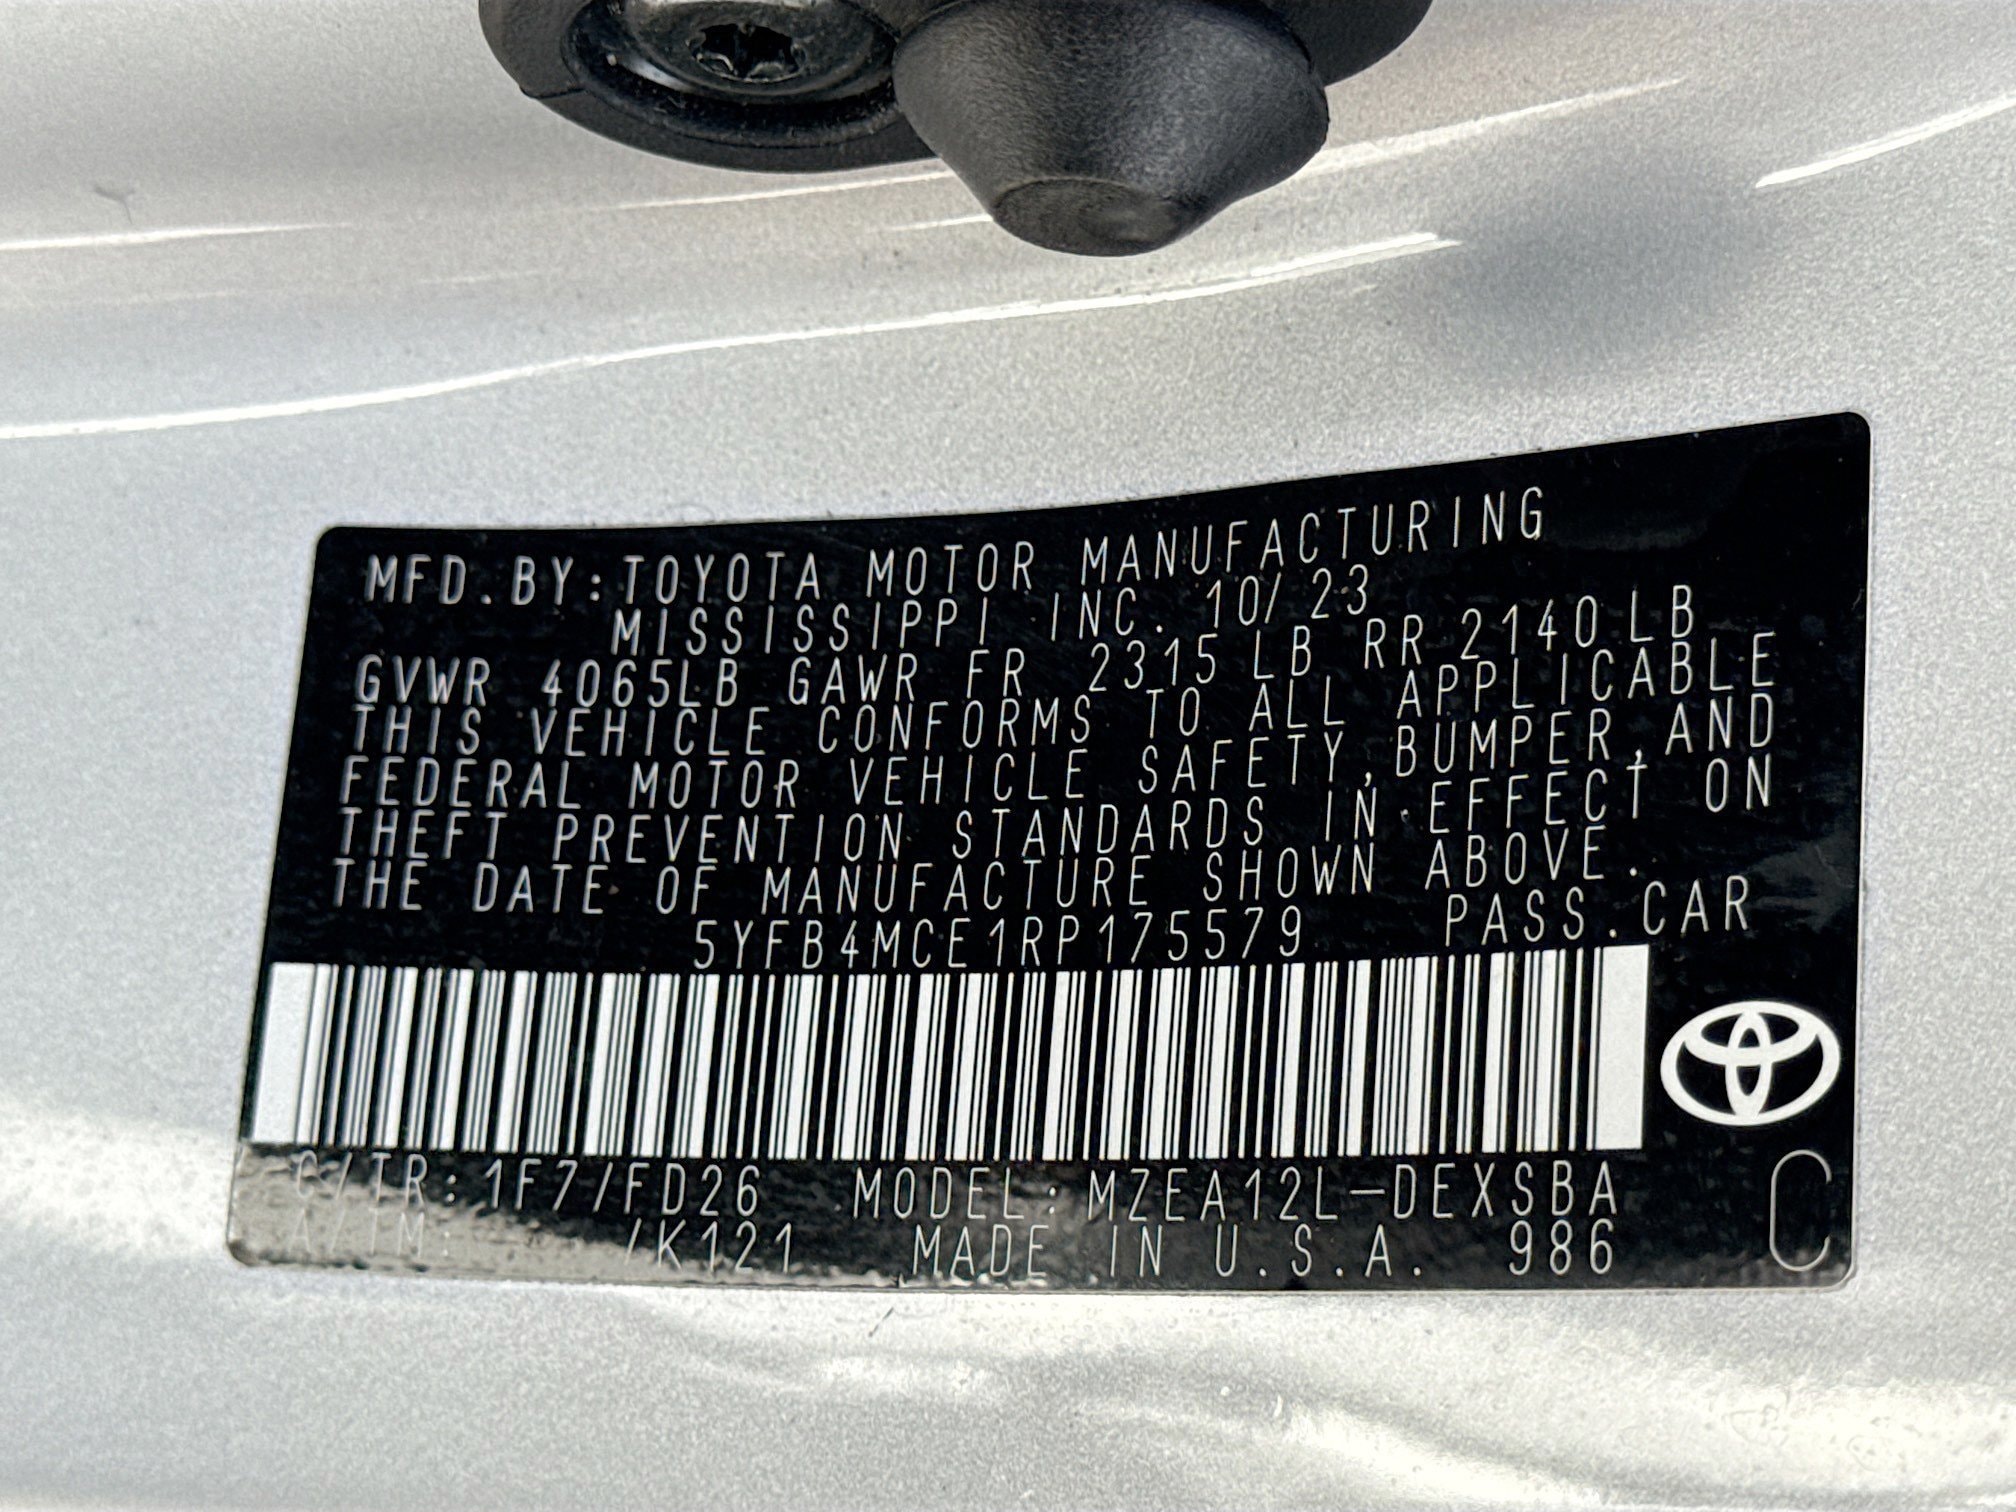 MFD.BY:TOYOTA MOTOR MANUFACTURING
MISSISSIPPI INC. 10/23
GVWR 4065LB GAWR FR 2315LB RR 2140LB
THIS VEHICLE CONFORMS TO ALL APPLICABLE
FEDERAL MOTOR VEHICLE SAFETY,BUMPER,AND
THEFT PREVENTION STANDARDS IN EFFECT ON
THE DATE OF MANUFACTURE SHOWN ABOVE.
5YFB4MCE1RP175579 PASS.CAR
C/TR:1F7/FD26 MODEL:MZEA12L-DEXSBA
A/TM: /K121 MADE IN U.S.A. 986
C